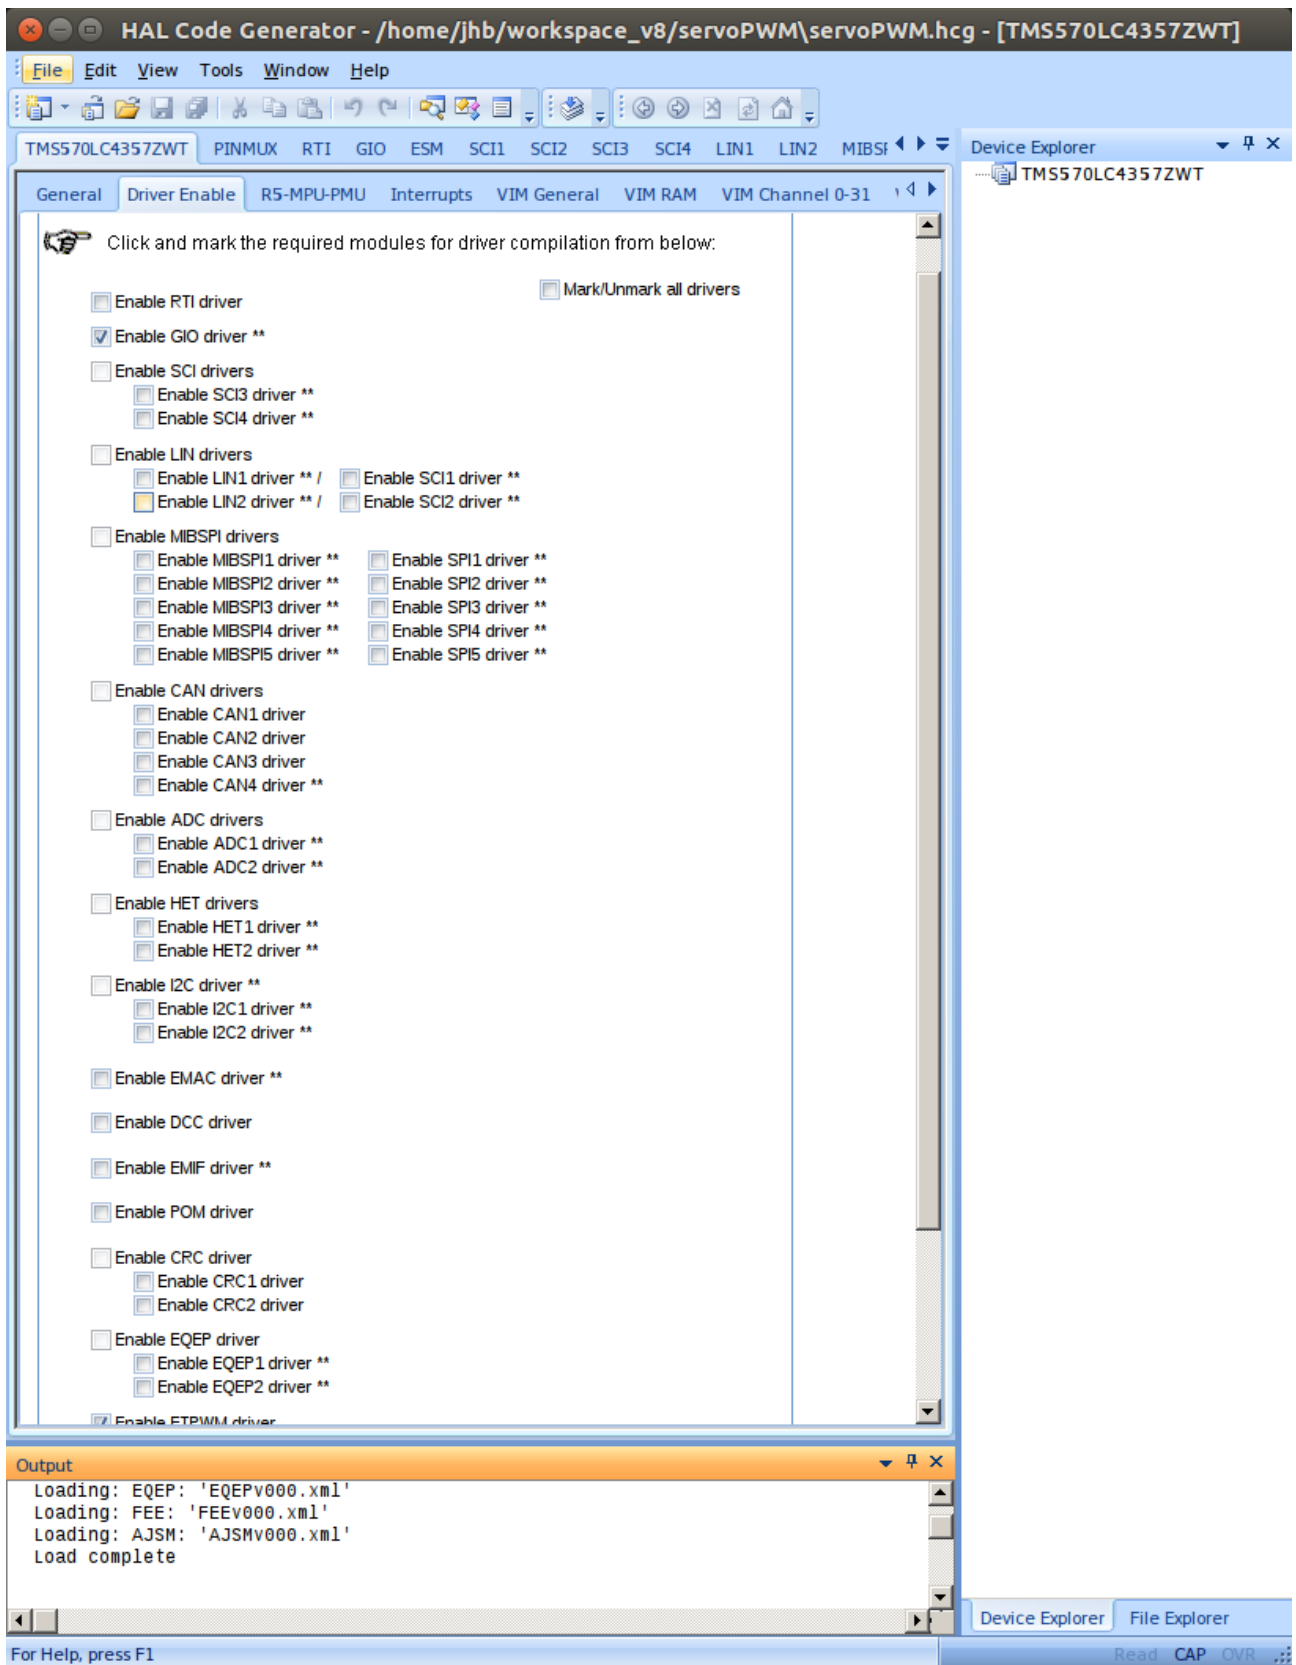 HAL Code Generator - /home/jhb/workspace_v8/servoPWM\servoPWM.hcg - [TMS570LC4357ZWT]
File Edit View Tools Window Help
TMS570LC4357ZWT PINMUX RTI GIO ESM SCI1 SCI2 SCI3 SCI4 LIN1 LIN2
Device Explorer
TMS570LC4357ZWT
General Driver Enable R5-MPU-PMU Interrupts VIM General VIM RAM VIM Channel 0-31
Click and mark the required modules for driver compilation from below:
Mark/Unmark all drivers
Enable RTI driver
Enable GIO driver **
Enable SCI drivers
Enable SCI3 driver **
Enable SCI4 driver **
Enable LIN drivers
Enable LIN1 driver ** / Enable SCI1 driver **
Enable LIN2 driver ** / Enable SCI2 driver **
Enable MIBSPI drivers
Enable MIBSPI1 driver ** Enable SPI1 driver **
Enable MIBSPI2 driver ** Enable SPI2 driver **
Enable MIBSPI3 driver ** Enable SPI3 driver **
Enable MIBSPI4 driver ** Enable SPI4 driver **
Enable MIBSPI5 driver ** Enable SPI5 driver **
Enable CAN drivers
Enable CAN1 driver
Enable CAN2 driver
Enable CAN3 driver
Enable CAN4 driver **
Enable ADC drivers
Enable ADC1 driver **
Enable ADC2 driver **
Enable HET drivers
Enable HET1 driver **
Enable HET2 driver **
Enable I2C driver **
Enable I2C1 driver **
Enable I2C2 driver **
Enable EMAC driver **
Enable DCC driver
Enable EMIF driver **
Enable POM driver
Enable CRC driver
Enable CRC1 driver
Enable CRC2 driver
Enable EQEP driver
Enable EQEP1 driver **
Enable EQEP2 driver **
Enable ETPWM driver
Output
Loading: EQEP: 'EQEPv000.xml'
Loading: FEE: 'FEEv000.xml'
Loading: AJSM: 'AJSMv000.xml'
Load complete
Device Explorer File Explorer
For Help, press F1
Read CAP OVR